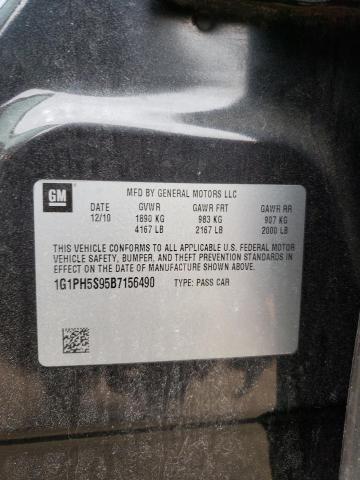 GM
MFD BY GENERAL MOTORS LLC
DATE GVWR GAWR FRT GAWR RR
12/10 1890 KG 983 KG 907 KG
4167 LB 2167 LB 2000 LB
THIS VEHICLE CONFORMS TO ALL APPLICABLE U.S. FEDERAL MOTOR
VEHICLE SAFETY, BUMPER, AND THEFT PREVENTION STANDARDS IN
EFFECT ON THE DATE OF MANUFACTURE SHOWN ABOVE.
1G1PH5S95B7156490 TYPE: PASS CAR